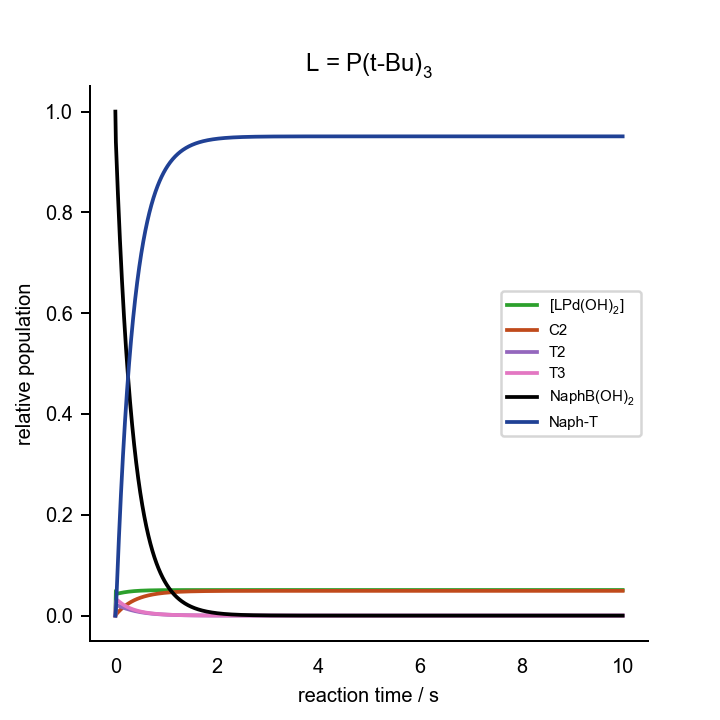 L = P(t-Bu)₃
1.0
0.8
0.6
0.4
0.2
0.0
relative population
[LPd(OH)₂]
C2
T2
T3
NaphB(OH)₂
Naph-T
0 2 4 6 8 10
reaction time / s